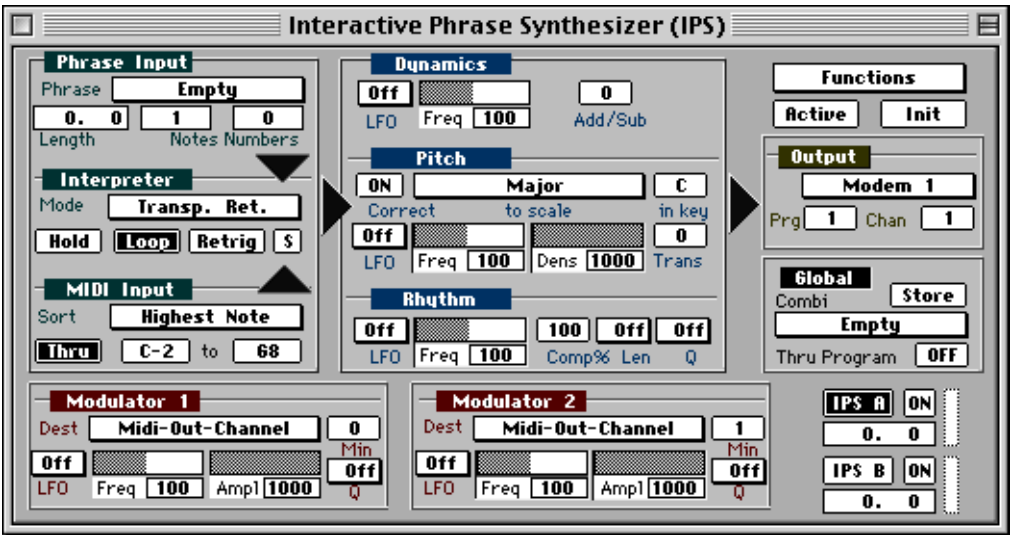 Interactive Phrase Synthesizer (IPS)
Phrase Input
Phrase Empty
0. 0 1 0
Length Notes Numbers
Interpreter
Mode Transp. Ret.
Hold Loop Retrig S
MIDI Input
Sort Highest Note
Thru C-2 to G8
Dynamics
Off 0
LFO Freq 100 Add/Sub
Pitch
ON Major C
Correct to scale in key
Off 0
LFO Freq 100 Dens 1000 Trans
Rhythm
Off 100 Off Off
LFO Freq 100 Comp% Len Q
Functions
Active Init
Output
Modem 1
Prg 1 Chan 1
Global
Combi Store
Empty
Thru Program OFF
Modulator 1
Dest Midi-Out-Channel 0
Min
Off Off
LFO Freq 100 Ampl 1000 Q
Modulator 2
Dest Midi-Out-Channel 1
Min
Off Off
LFO Freq 100 Ampl 1000 Q
IPS A ON
0. 0
IPS B ON
0. 0